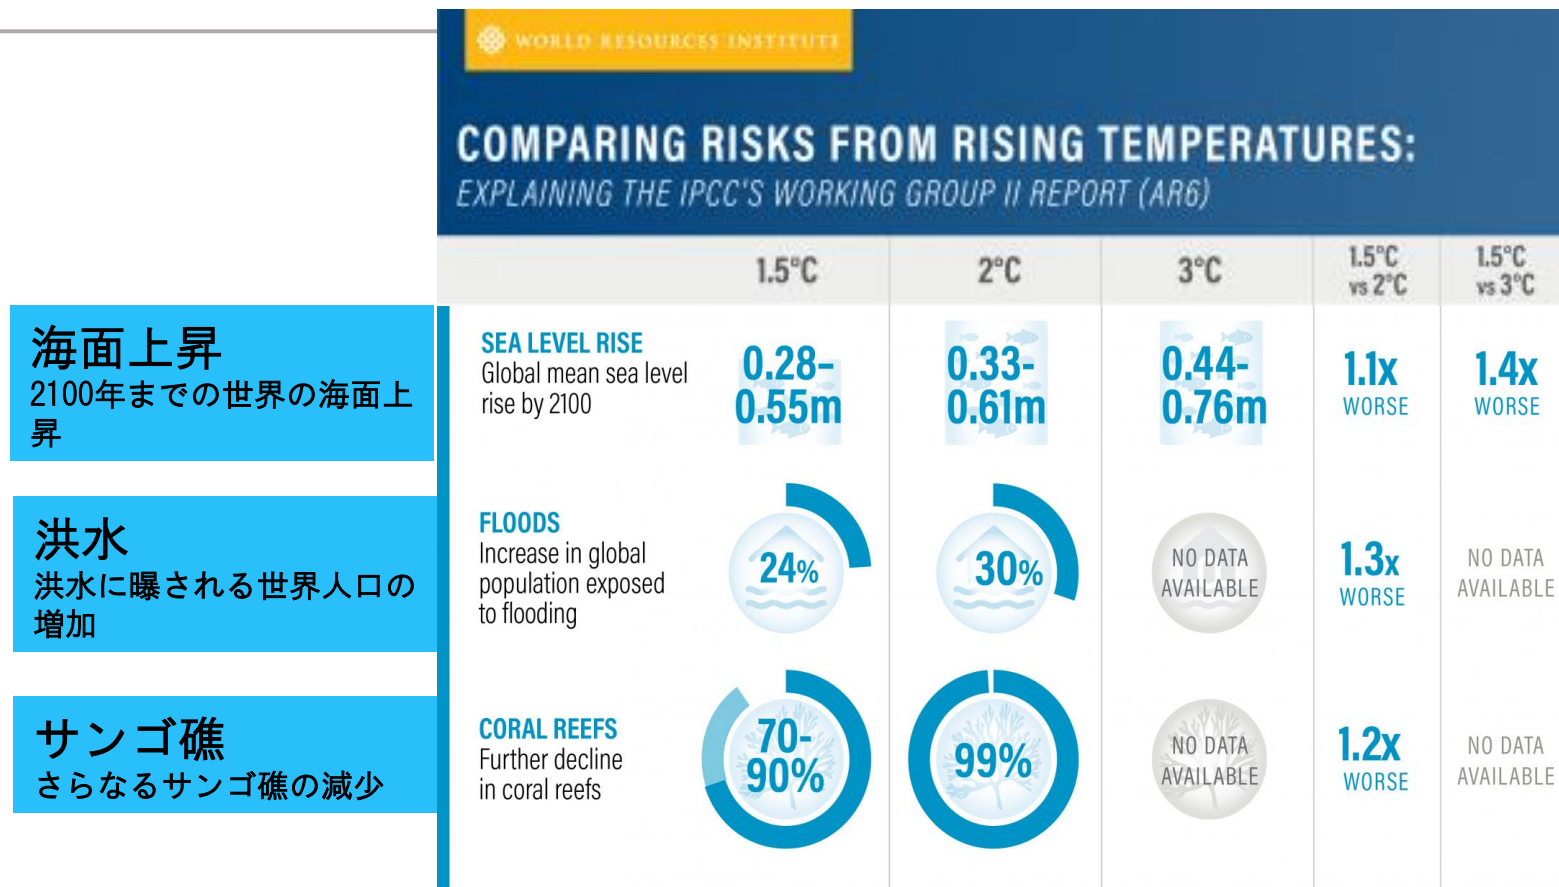 WORLD RESOURCES INSTITUTE
COMPARING RISKS FROM RISING TEMPERATURES:
EXPLAINING THE IPCC'S WORKING GROUP II REPORT (AR6)
1.5°C
2°C
3°C
1.5°C
vs 2°C
1.5°C
vs 3°C
海面上昇
2100年までの世界の海面上
昇
SEA LEVEL RISE
Global mean sea level
rise by 2100
0.28-
0.55m
0.33-
0.61m
0.44-
0.76m
1.1x
WORSE
1.4x
WORSE
洪水
洪水に曝される世界人口の
増加
FLOODS
Increase in global
population exposed
to flooding
24%
30%
NO DATA
AVAILABLE
1.3x
WORSE
NO DATA
AVAILABLE
サンゴ礁
さらなるサンゴ礁の減少
CORAL REEFS
Further decline
in coral reefs
70-
90%
99%
NO DATA
AVAILABLE
1.2x
WORSE
NO DATA
AVAILABLE